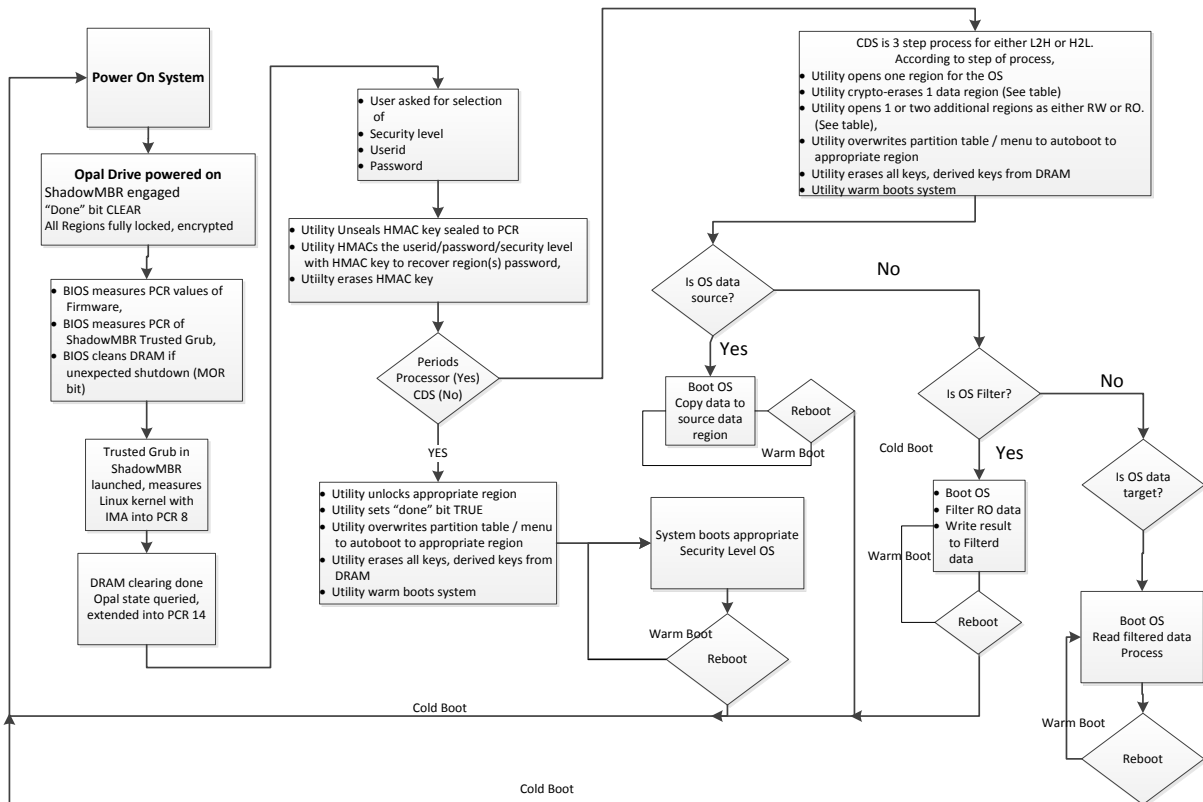 Power On System
Opal Drive powered on
ShadowMBR engaged
“Done” bit CLEAR
All Regions fully locked, encrypted
• BIOS measures PCR values of
Firmware,
• BIOS measures PCR of
ShadowMBR Trusted Grub,
• BIOS cleans DRAM if
unexpected shutdown (MOR
bit)
Trusted Grub in
ShadowMBR
launched, measures
Linux kernel with
IMA into PCR 8
DRAM clearing done
Opal state queried,
extended into PCR 14
• User asked for selection
of
• Security level
• Userid
• Password
• Utility Unseals HMAC key sealed to PCR
• Utility HMACs the userid/password/security level
with HMAC key to recover region(s) password,
• Utiilty erases HMAC key
Periods
Processor (Yes)
CDS (No)
YES
• Utility unlocks appropriate region
• Utility sets “done” bit TRUE
• Utility overwrites partition table / menu
to autoboot to appropriate region
• Utility erases all keys, derived keys from
DRAM
• Utility warm boots system
System boots appropriate
Security Level OS
Warm Boot
Reboot
CDS is 3 step process for either L2H or H2L.
According to step of process,
• Utility opens one region for the OS
• Utility crypto-erases 1 data region (See table)
• Utility opens 1 or two additional regions as either RW or RO.
(See table),
• Utility overwrites partition table / menu to autoboot to
appropriate region
• Utility erases all keys, derived keys from DRAM
• Utility warm boots system
Is OS data
source?
No
Yes
Boot OS
Copy data to
source data
region
Reboot
Warm Boot
Is OS Filter?
No
Cold Boot
Yes
• Boot OS
• Filter RO data
• Write result
to Filterd
data
Warm Boot
Reboot
Is OS data
target?
Boot OS
Read filtered data
Process
Warm Boot
Reboot
Cold Boot
Cold Boot